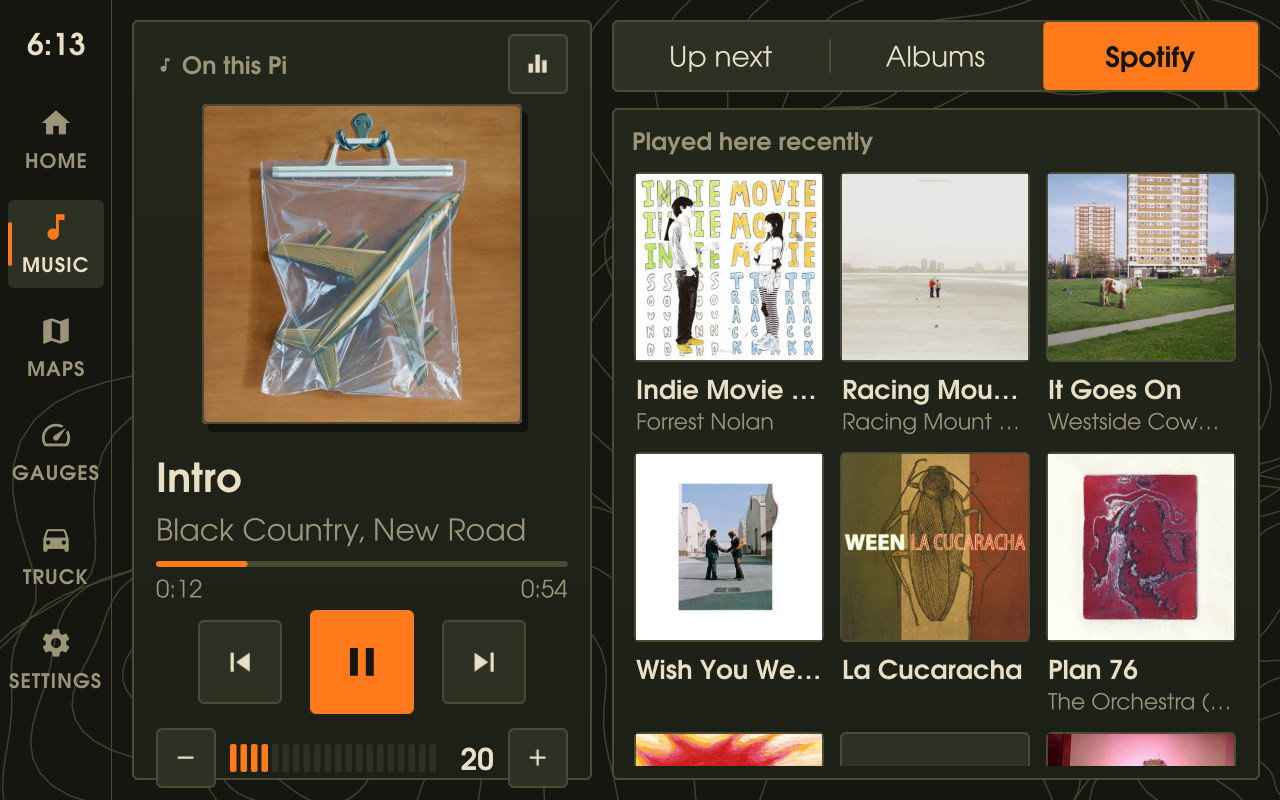 6:13
HOME
MUSIC
MAPS
GAUGES
TRUCK
SETTINGS
On this Pi
Intro
Black Country, New Road
0:12
0:54
20
Up next
Albums
Spotify
Played here recently
INDIE MOVIE
INDIE MOVIE
INDIE MOVIE
SOUNDTRACK
Indie Movie …
Forrest Nolan
Racing Mou…
Racing Mount …
It Goes On
Westside Cow…
Wish You We…
WEEN LA CUCARACHA
La Cucaracha
Plan 76
The Orchestra (…